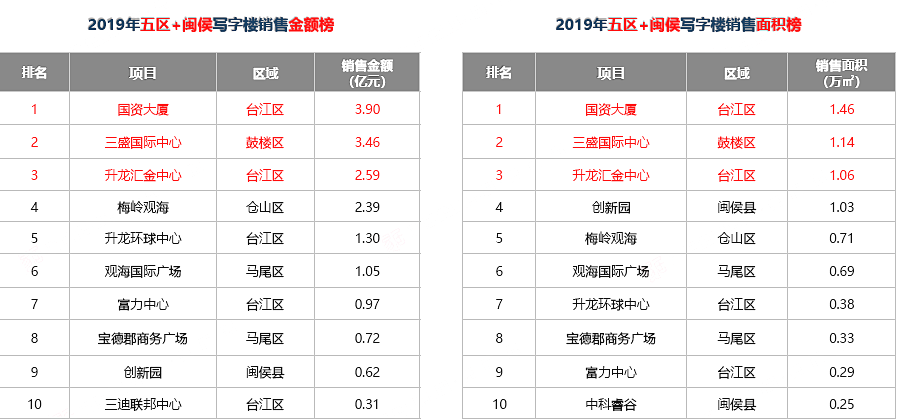 2019年五区+闽侯写字楼销售金额榜
排名 项目 区域 销售金额
(亿元)
1 国资大厦 台江区 3.90
2 三盛国际中心 鼓楼区 3.46
3 升龙汇金中心 台江区 2.59
4 梅岭观海 仓山区 2.39
5 升龙环球中心 台江区 1.30
6 观海国际广场 马尾区 1.05
7 富力中心 台江区 0.97
8 宝德郡商务广场 马尾区 0.72
9 创新园 闽侯县 0.62
10 三迪联邦中心 台江区 0.31
2019年五区+闽侯写字楼销售面积榜
排名 项目 区域 销售面积
(万㎡)
1 国资大厦 台江区 1.46
2 三盛国际中心 鼓楼区 1.14
3 升龙汇金中心 台江区 1.06
4 创新园 闽侯县 1.03
5 梅岭观海 仓山区 0.71
6 观海国际广场 马尾区 0.69
7 升龙环球中心 台江区 0.38
8 宝德郡商务广场 马尾区 0.33
9 富力中心 台江区 0.29
10 中科睿谷 闽侯县 0.25